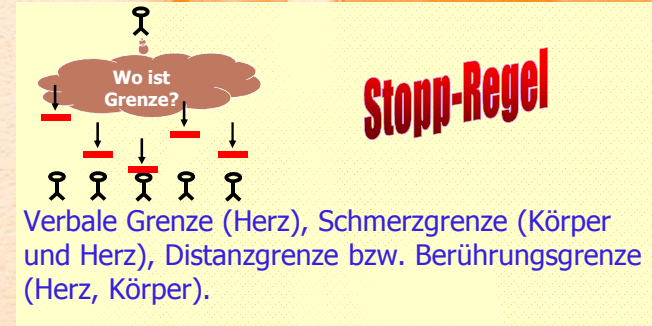 Wo ist
Grenze?
Stopp-Regel
Verbale Grenze (Herz), Schmerzgrenze (Körper
und Herz), Distanzgrenze bzw. Berührungsgrenze
(Herz, Körper).